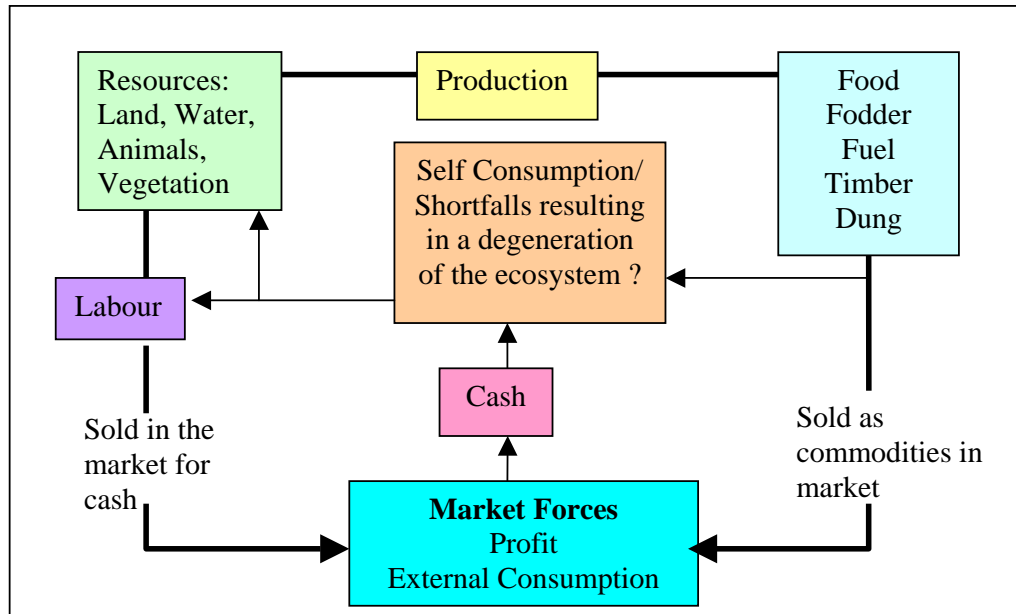 Resources:
Land, Water,
Animals,
Vegetation
Production
Food
Fodder
Fuel
Timber
Dung
Self Consumption/
Shortfalls resulting
in a degeneration
of the ecosystem ?
Labour
Cash
Sold in the
market for
cash
Sold as
commodities in
market
Market Forces
Profit
External Consumption